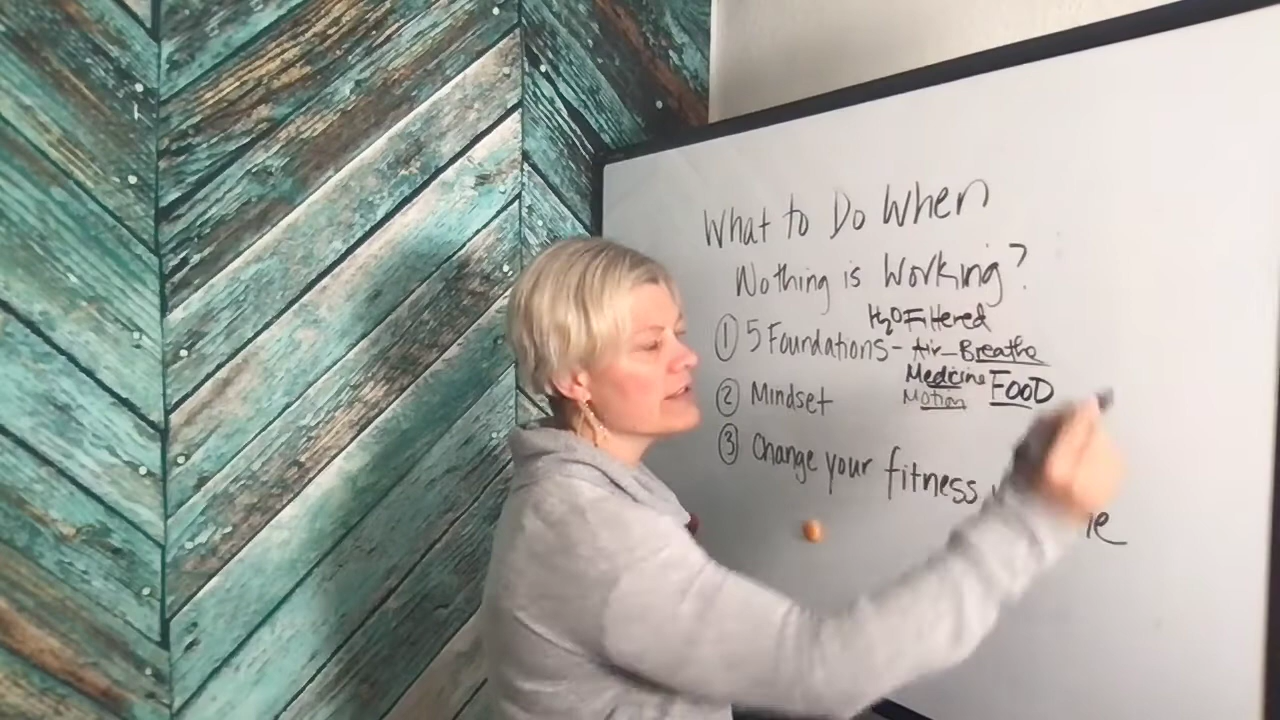 What to Do When
Nothing is Working?
H2O Filtered
① 5 Foundations - Air - Breathe
Medicine FOOD
② Mindset Motion
③ Change your fitness